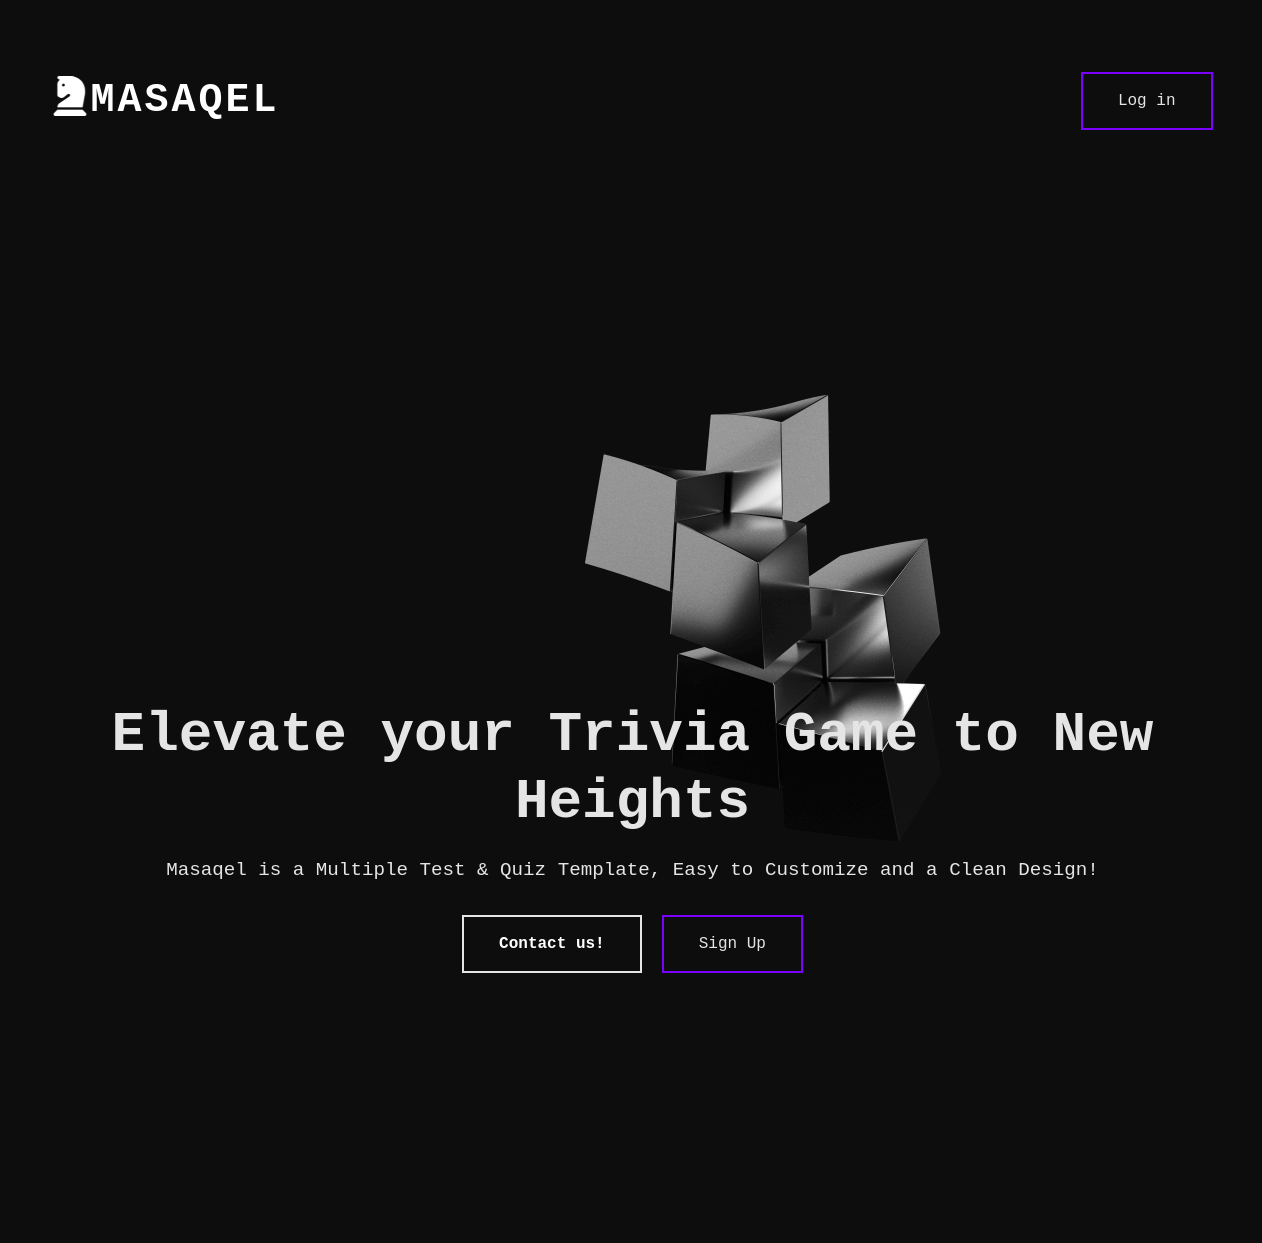 MASAQEL
Log in
Elevate your Trivia Game to New
Heights
Masaqel is a Multiple Test & Quiz Template, Easy to Customize and a Clean Design!
Contact us!
Sign Up